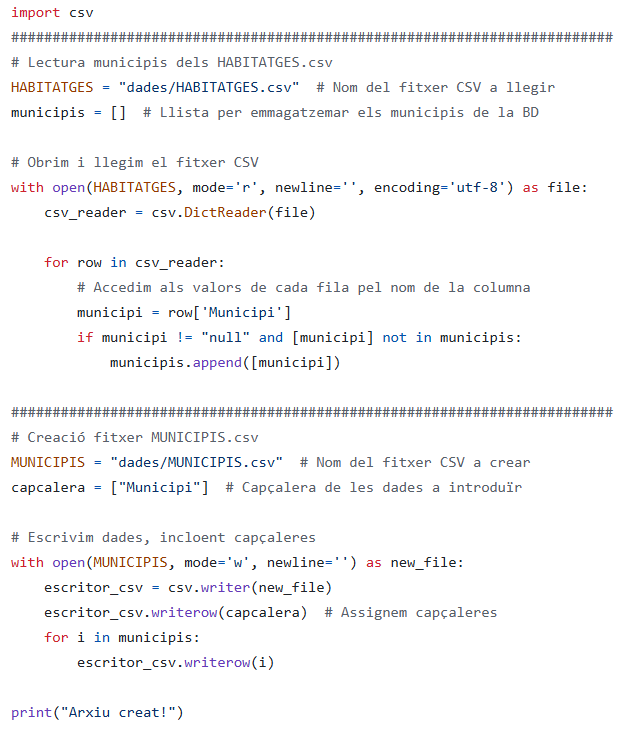 import csv
#########################################################################
# Lectura municipis dels HABITATGES.csv
HABITATGES = "dades/HABITATGES.csv"  # Nom del fitxer CSV a llegir
municipis = []  # Llista per emmagatzemar els municipis de la BD

# Obrim i llegim el fitxer CSV
with open(HABITATGES, mode='r', newline='', encoding='utf-8') as file:
    csv_reader = csv.DictReader(file)

    for row in csv_reader:
        # Accedim als valors de cada fila pel nom de la columna
        municipi = row['Municipi']
        if municipi != "null" and [municipi] not in municipis:
            municipis.append([municipi])

#########################################################################
# Creació fitxer MUNICIPIS.csv
MUNICIPIS = "dades/MUNICIPIS.csv"  # Nom del fitxer CSV a crear
capcalera = ["Municipi"]  # Capçalera de les dades a introduïr

# Escrivim dades, incloent capçaleres
with open(MUNICIPIS, mode='w', newline='') as new_file:
    escritor_csv = csv.writer(new_file)
    escritor_csv.writerow(capcalera)  # Assignem capçaleres
    for i in municipis:
        escritor_csv.writerow(i)

print("Arxiu creat!")